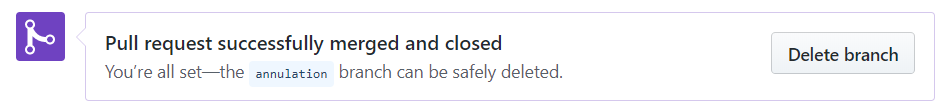 Pull request successfully merged and closed
You’re all set—the annulation branch can be safely deleted.
Delete branch